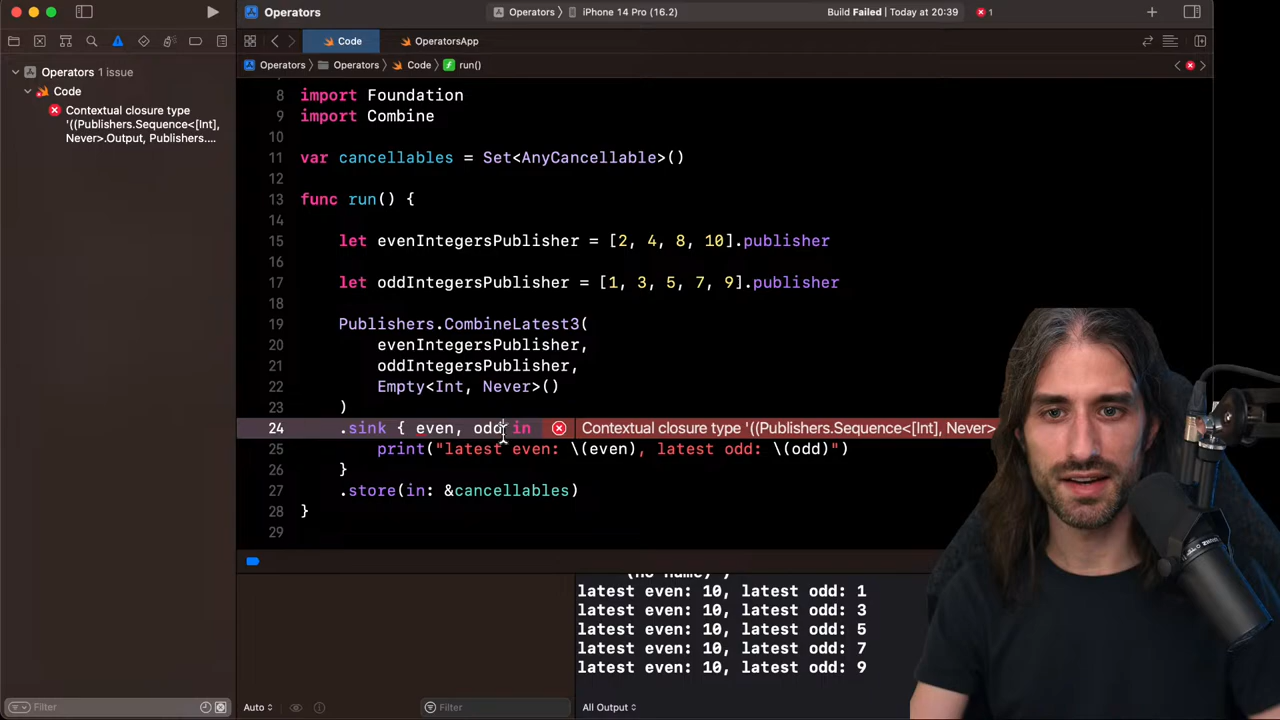 Operators
Operators
iPhone 14 Pro (16.2)
Build Failed | Today at 20:39
1
Code
OperatorsApp
Operators 1 issue
Code
Contextual closure type
'((Publishers.Sequence<[Int],
Never>.Output, Publishers....
Operators
Operators
Code
run()
8 import Foundation
9 import Combine
10
11 var cancellables = Set<AnyCancellable>()
12
13 func run() {
14
15 let evenIntegersPublisher = [2, 4, 8, 10].publisher
16
17 let oddIntegersPublisher = [1, 3, 5, 7, 9].publisher
18
19 Publishers.CombineLatest3(
20 evenIntegersPublisher,
21 oddIntegersPublisher,
22 Empty<Int, Never>()
23 )
24 .sink { even, odd in Contextual closure type '((Publishers.Sequence<[Int], Never>
25 print("latest even: \(even), latest odd: \(odd)")
26 }
27 .store(in: &cancellables)
28 }
29
latest even: 10, latest odd: 1
latest even: 10, latest odd: 3
latest even: 10, latest odd: 5
latest even: 10, latest odd: 7
latest even: 10, latest odd: 9
Filter
Auto
Filter
All Output